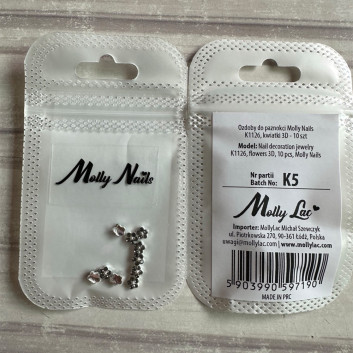 Molly Nails
Ozdoby do paznokci Molly Nails
K1126, kwiatki 3D - 10 szt
Model: Nail decoration jewelry
K1126, flowers 3D, 10 pcs, Molly Nails
Nr partii
Batch No: K5
Molly Lac
Importer: MollyLac Michał Szewczyk
ul. Piotrkowska 270, 90-361 Łódź, Polska
uwagi@mollylac.com | www.mollylac.com
5 903990 597190
MADE IN PRC